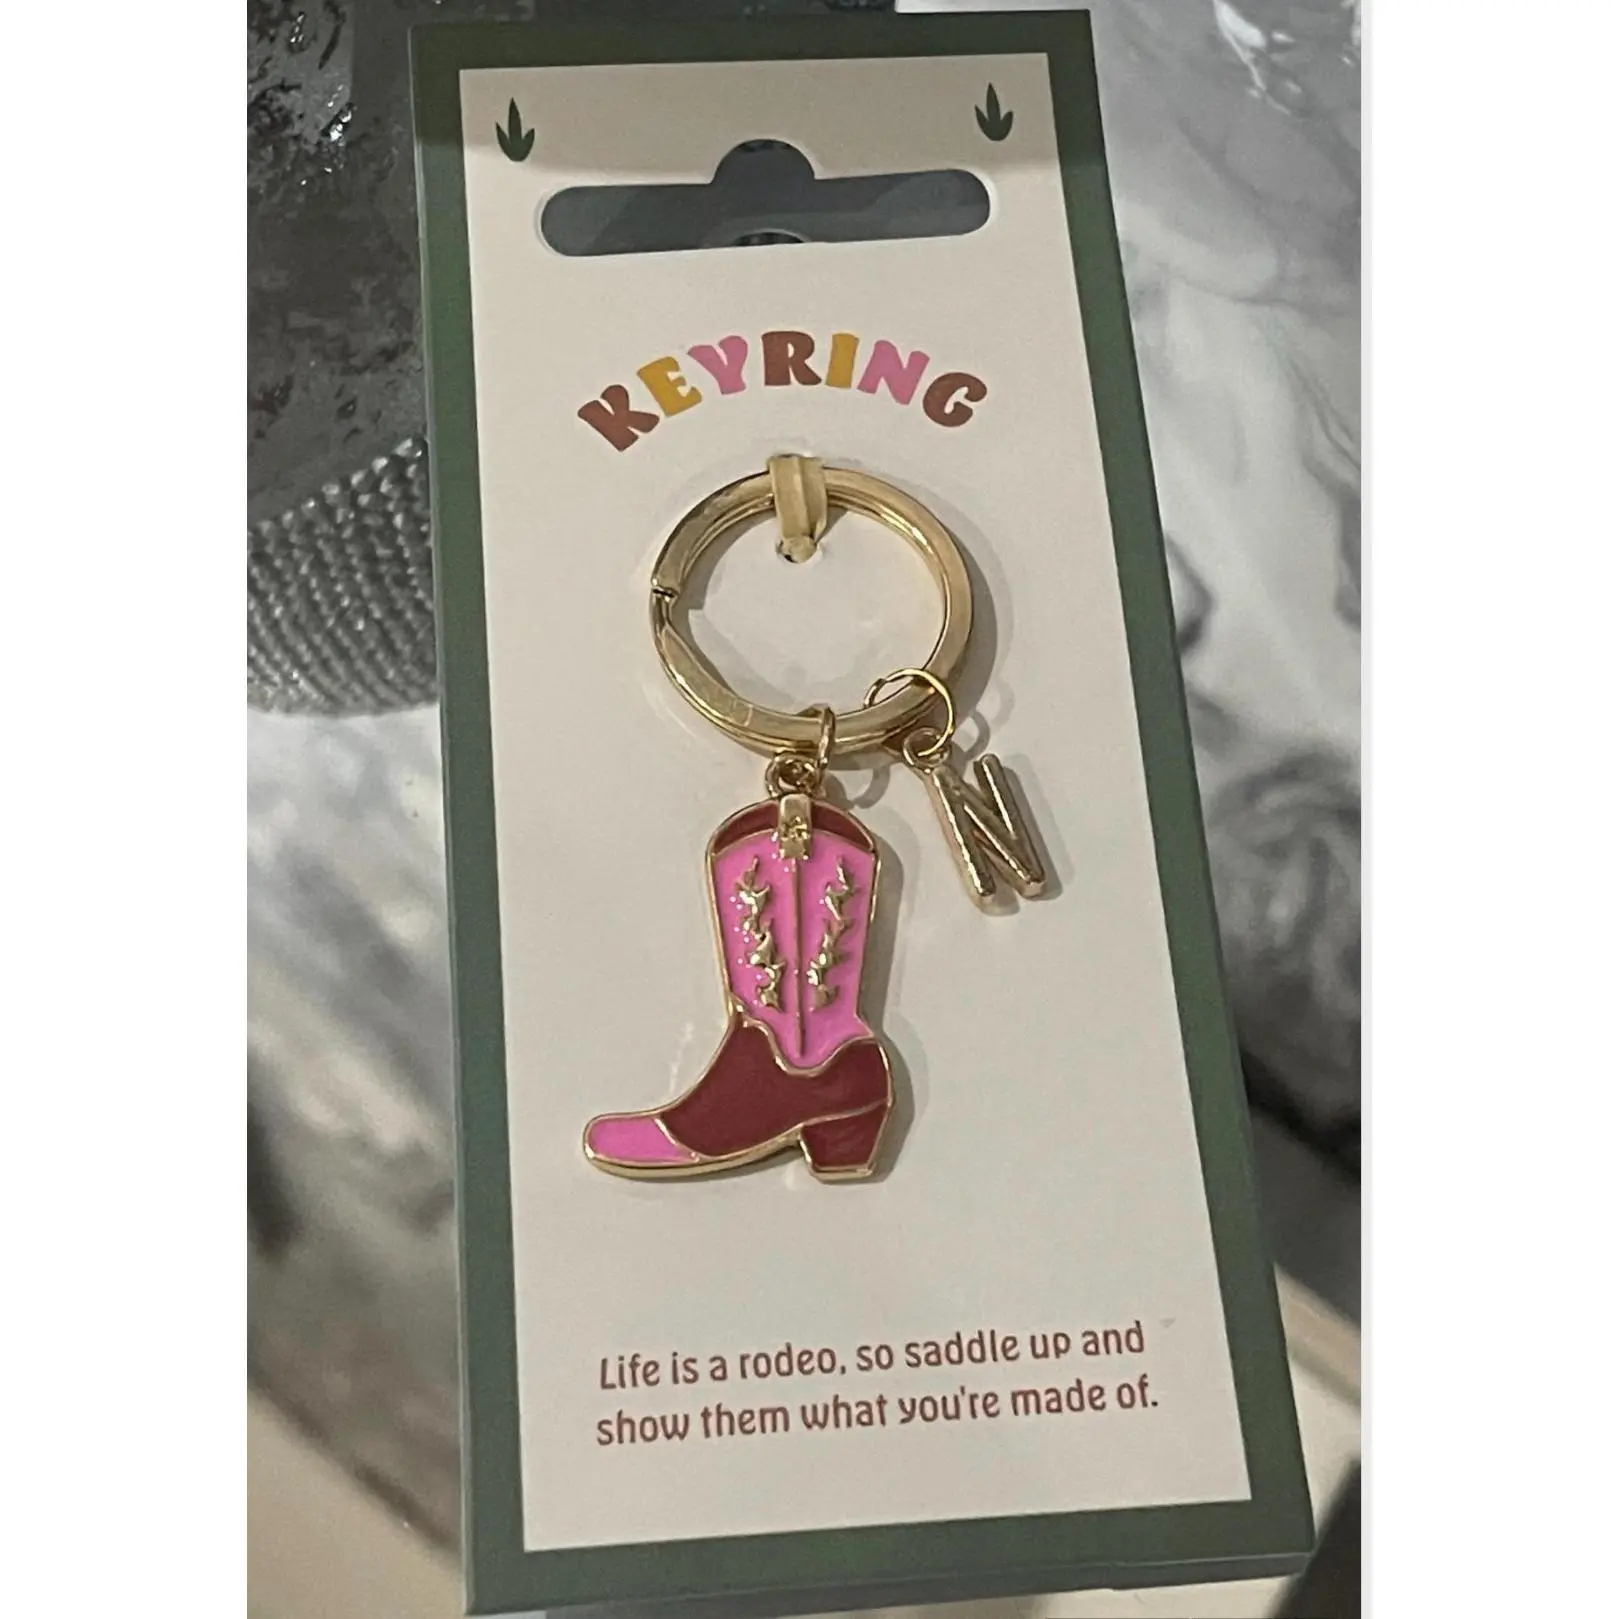 KEYRING
N
Life is a rodeo, so saddle up and
show them what you're made of.